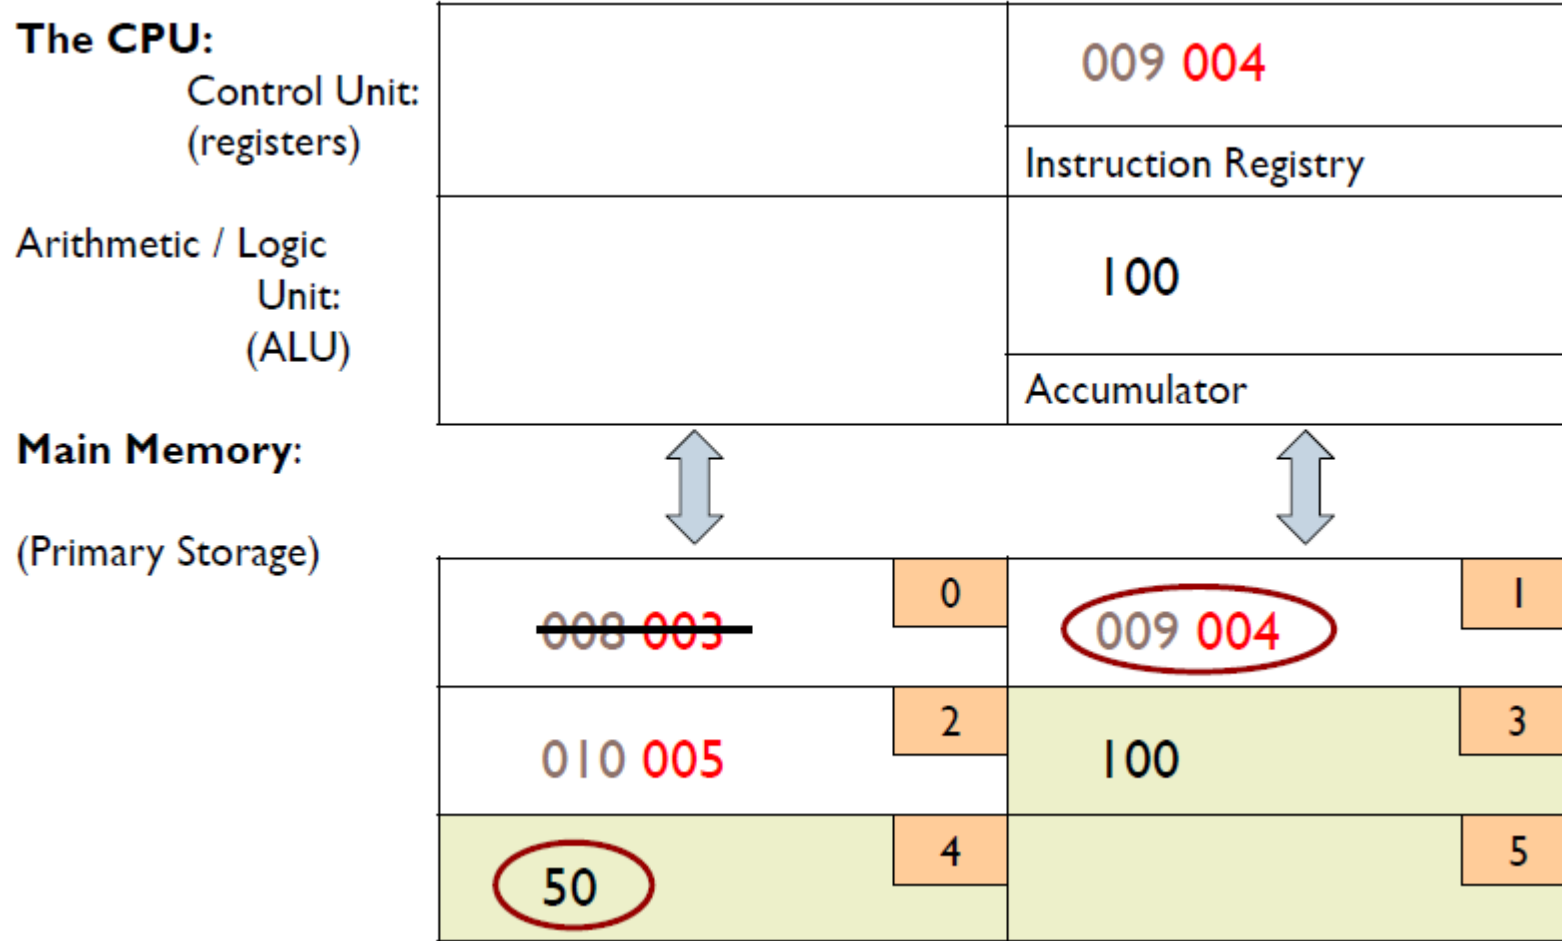 The CPU:
Control Unit:
(registers)
009 004
Instruction Registry
Arithmetic / Logic
Unit:
(ALU)
100
Accumulator
Main Memory:
(Primary Storage)
008 003
0
009 004
1
010 005
2
100
3
50
4
5